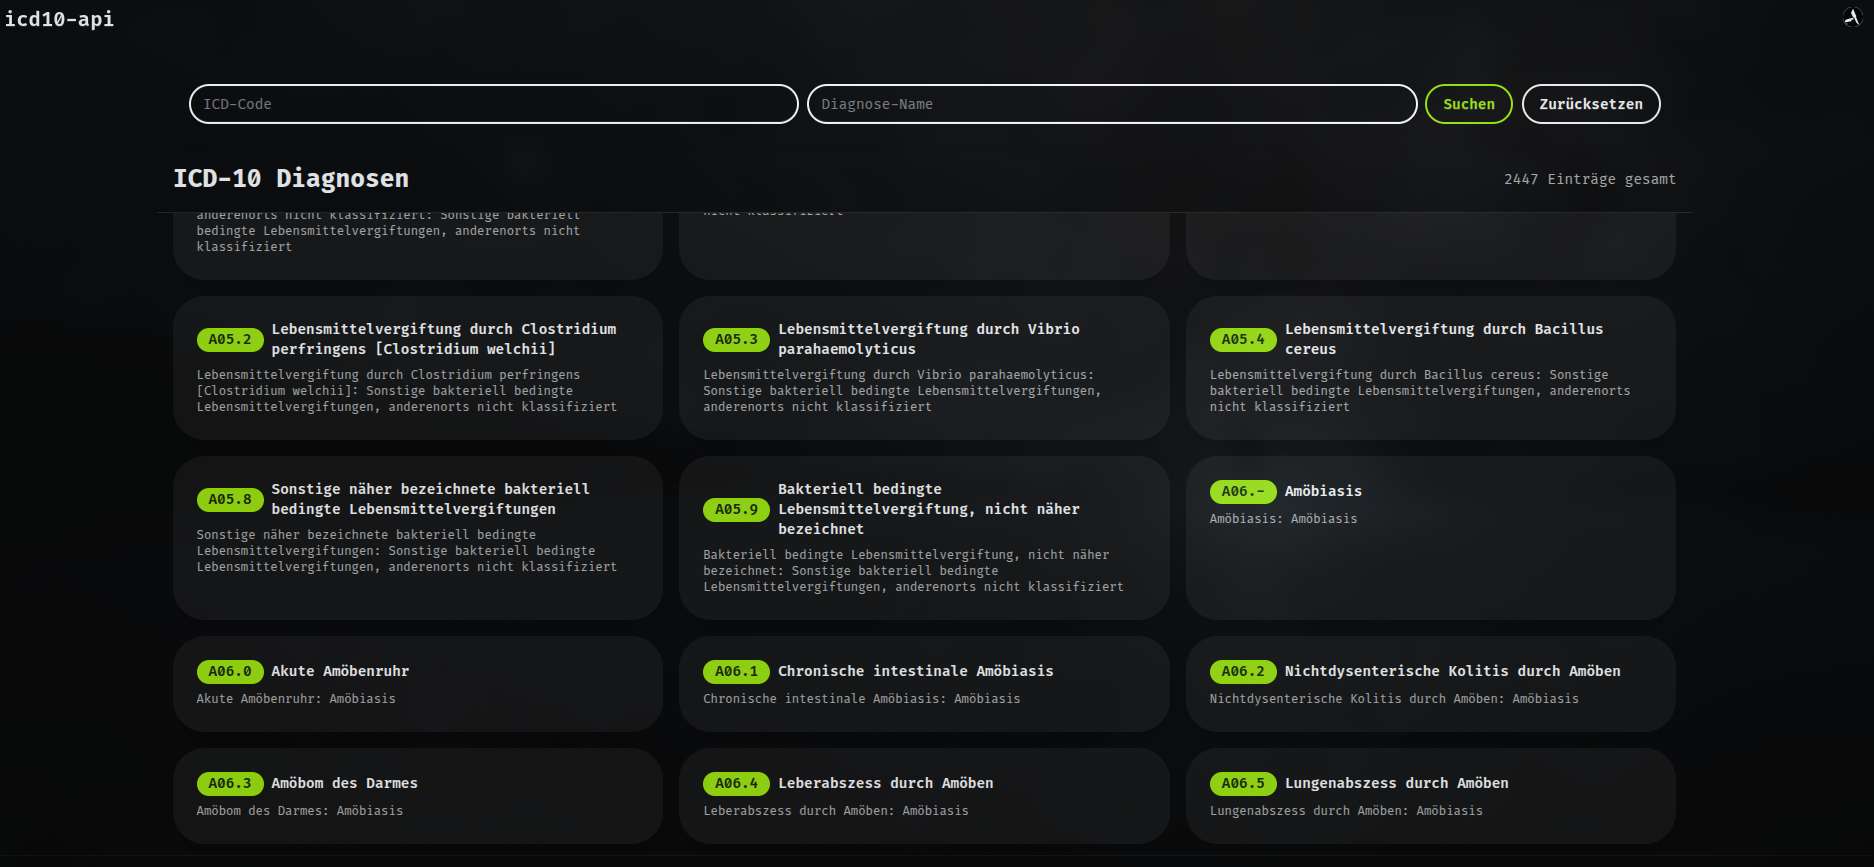 icd10-api
ICD-Code
Diagnose-Name
Suchen
Zurücksetzen
ICD-10 Diagnosen
2447 Einträge gesamt
anderenorts nicht klassifiziert: Sonstige bakteriell
bedingte Lebensmittelvergiftungen, anderenorts nicht
klassifiziert
nicht klassifiziert
A05.2
Lebensmittelvergiftung durch Clostridium
perfringens [Clostridium welchii]
Lebensmittelvergiftung durch Clostridium perfringens
[Clostridium welchii]: Sonstige bakteriell bedingte
Lebensmittelvergiftungen, anderenorts nicht klassifiziert
A05.3
Lebensmittelvergiftung durch Vibrio
parahaemolyticus
Lebensmittelvergiftung durch Vibrio parahaemolyticus:
Sonstige bakteriell bedingte Lebensmittelvergiftungen,
anderenorts nicht klassifiziert
A05.4
Lebensmittelvergiftung durch Bacillus
cereus
Lebensmittelvergiftung durch Bacillus cereus: Sonstige
bakteriell bedingte Lebensmittelvergiftungen, anderenorts
nicht klassifiziert
A05.8
Sonstige näher bezeichnete bakteriell
bedingte Lebensmittelvergiftungen
Sonstige näher bezeichnete bakteriell bedingte
Lebensmittelvergiftungen: Sonstige bakteriell bedingte
Lebensmittelvergiftungen, anderenorts nicht klassifiziert
A05.9
Bakteriell bedingte
Lebensmittelvergiftung, nicht näher
bezeichnet
Bakteriell bedingte Lebensmittelvergiftung, nicht näher
bezeichnet: Sonstige bakteriell bedingte
Lebensmittelvergiftungen, anderenorts nicht klassifiziert
A06.-
Amöbiasis
Amöbiasis: Amöbiasis
A06.0
Akute Amöbenruhr
Akute Amöbenruhr: Amöbiasis
A06.1
Chronische intestinale Amöbiasis
Chronische intestinale Amöbiasis: Amöbiasis
A06.2
Nichtdysenterische Kolitis durch Amöben
Nichtdysenterische Kolitis durch Amöben: Amöbiasis
A06.3
Amöbom des Darmes
Amöbom des Darmes: Amöbiasis
A06.4
Leberabszess durch Amöben
Leberabszess durch Amöben: Amöbiasis
A06.5
Lungenabszess durch Amöben
Lungenabszess durch Amöben: Amöbiasis